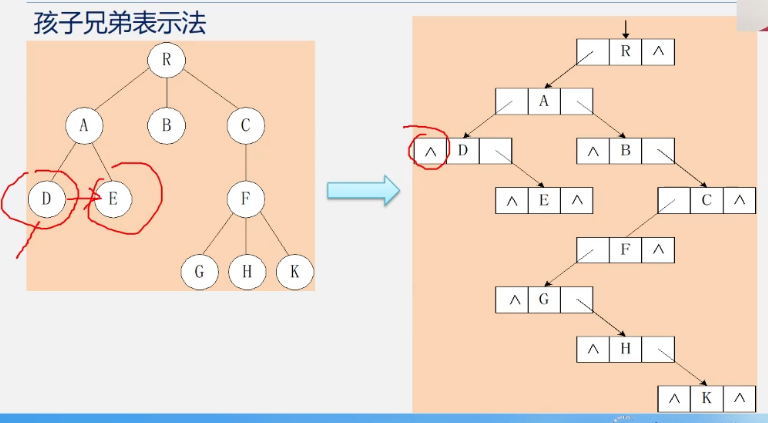 孩子兄弟表示法
R
A B C
D E F
G H K
R ∧
A
∧ D ∧ B
∧ E ∧ C ∧
F ∧
∧ G
∧ H
∧ K ∧